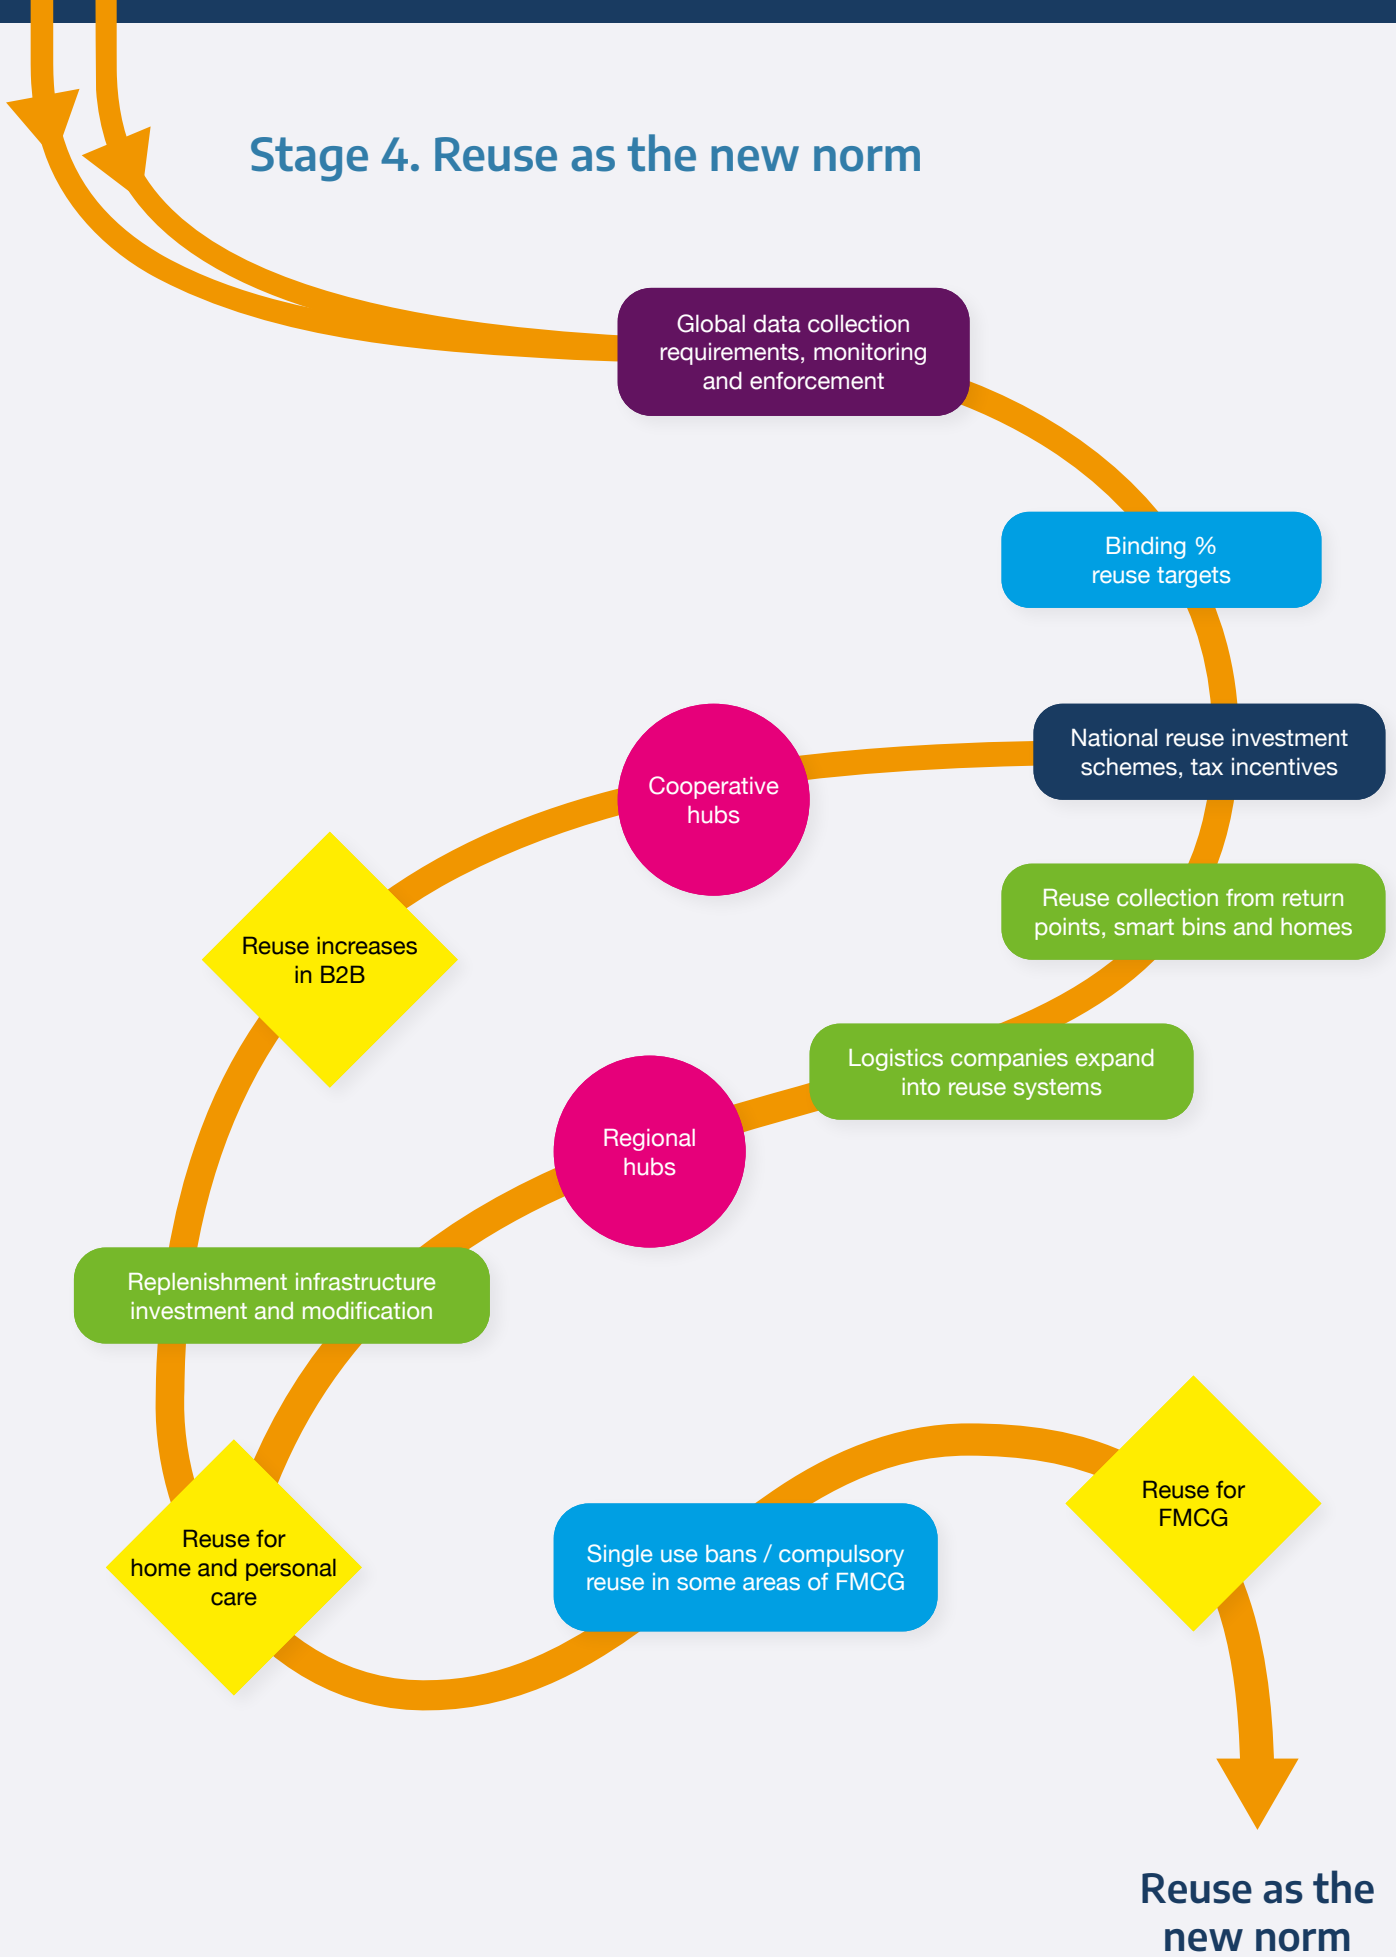 Stage 4. Reuse as the new norm
Global data collection
requirements, monitoring
and enforcement
Binding %
reuse targets
National reuse investment
schemes, tax incentives
Cooperative
hubs
Reuse collection from return
points, smart bins and homes
Reuse increases
in B2B
Logistics companies expand
into reuse systems
Regional
hubs
Replenishment infrastructure
investment and modification
Reuse for
home and personal
care
Single use bans / compulsory
reuse in some areas of FMCG
Reuse for
FMCG
Reuse as the
new norm